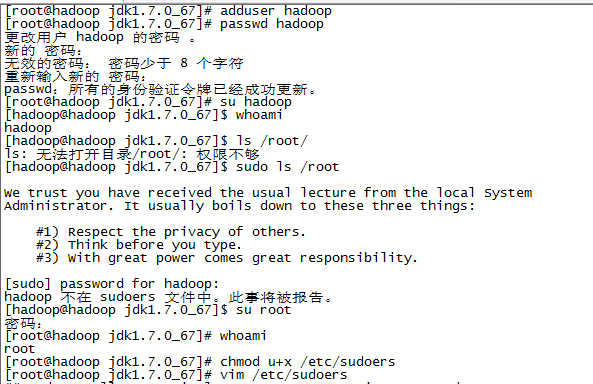 [root@hadoop jdk1.7.0_67]# adduser hadoop
[root@hadoop jdk1.7.0_67]# passwd hadoop
更改用户 hadoop 的密码 。
新的 密码：
无效的密码： 密码少于 8 个字符
重新输入新的 密码：
passwd：所有的身份验证令牌已经成功更新。
[root@hadoop jdk1.7.0_67]# su hadoop
[hadoop@hadoop jdk1.7.0_67]$ whoami
hadoop
[hadoop@hadoop jdk1.7.0_67]$ ls /root/
ls: 无法打开目录/root/: 权限不够
[hadoop@hadoop jdk1.7.0_67]$ sudo ls /root

We trust you have received the usual lecture from the local System
Administrator. It usually boils down to these three things:

    #1) Respect the privacy of others.
    #2) Think before you type.
    #3) With great power comes great responsibility.

[sudo] password for hadoop:
hadoop 不在 sudoers 文件中。此事将被报告。
[hadoop@hadoop jdk1.7.0_67]$ su root
密码：
[root@hadoop jdk1.7.0_67]# whoami
root
[root@hadoop jdk1.7.0_67]# chmod u+x /etc/sudoers
[root@hadoop jdk1.7.0_67]# vim /etc/sudoers